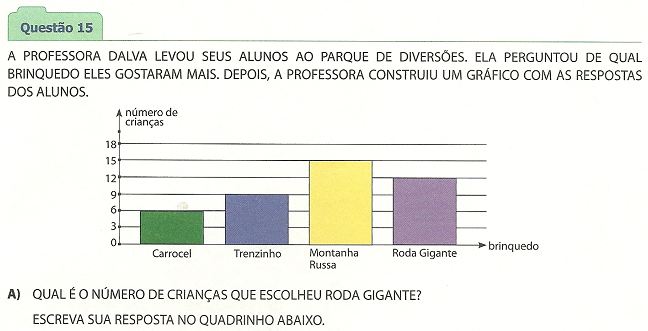 Questão 15
A PROFESSORA DALVA LEVOU SEUS ALUNOS AO PARQUE DE DIVERSÕES. ELA PERGUNTOU DE QUAL
BRINQUEDO ELES GOSTARAM MAIS. DEPOIS, A PROFESSORA CONSTRUIU UM GRÁFICO COM AS RESPOSTAS
DOS ALUNOS.
número de
crianças
18
15
12
9
6
3
0
Carrocel Trenzinho Montanha Roda Gigante brinquedo
Russa
A) QUAL É O NÚMERO DE CRIANÇAS QUE ESCOLHEU RODA GIGANTE?
ESCREVA SUA RESPOSTA NO QUADRINHO ABAIXO.